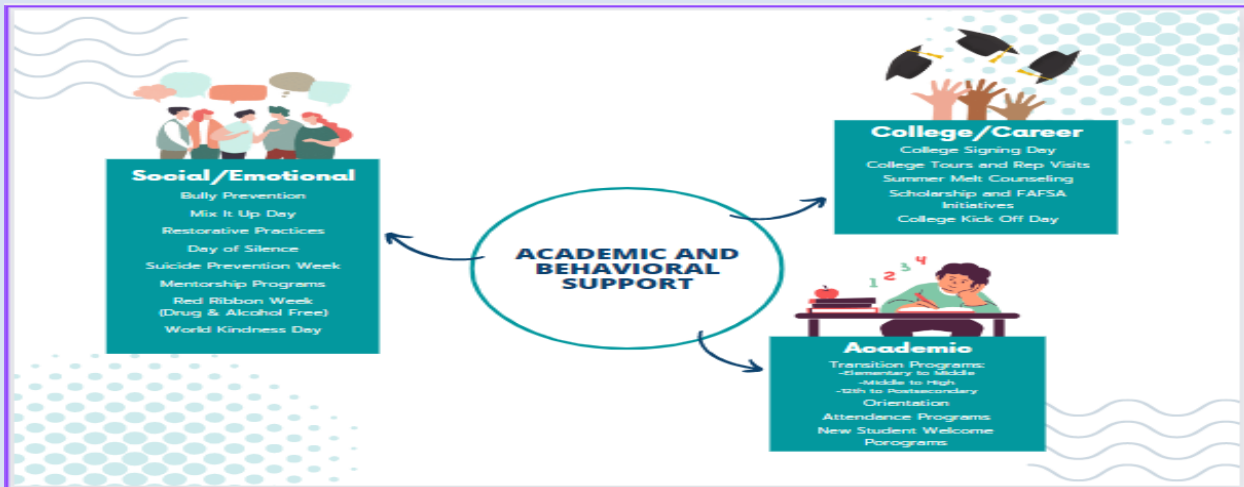 Social/Emotional
Bully Prevention
Mix It Up Day
Restorative Practices
Day of Silence
Suicide Prevention Week
Mentorship Programs
Red Ribbon Week
(Drug & Alcohol Free)
World Kindness Day
ACADEMIC AND
BEHAVIORAL
SUPPORT
College/Career
College Signing Day
College Tours and Rep Visits
Summer Melt Counseling
Scholarship and FAFSA
Initiatives
College Kick Off Day
1 2 3 4
Academic
Transition Programs:
-Elementary to Middle
-Middle to High
-12th to Postsecondary
Orientation
Attendance Programs
New Student Welcome
Porograms